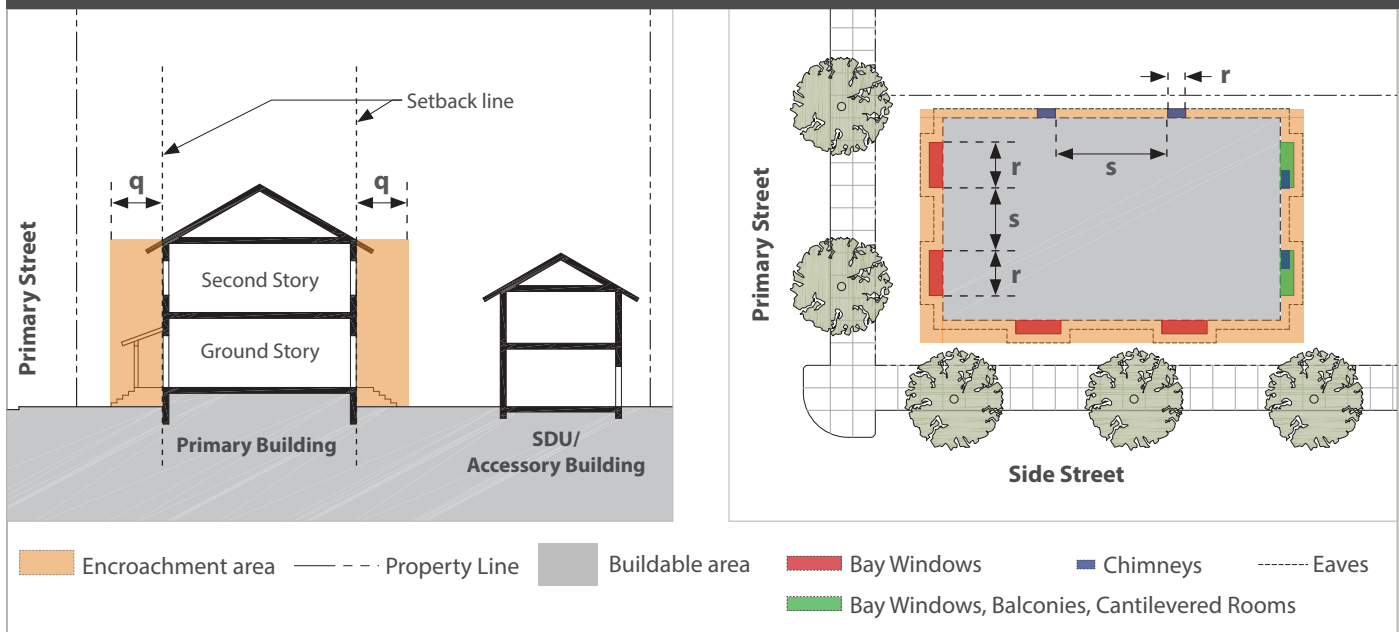 Setback line
q
q
Primary Street
Second Story
Ground Story
Primary Building
SDU/
Accessory Building
r
Primary Street
r
s
s
r
Side Street
Encroachment area
Property Line
Buildable area
Bay Windows
Chimneys
Eaves
Bay Windows, Balconies, Cantilevered Rooms